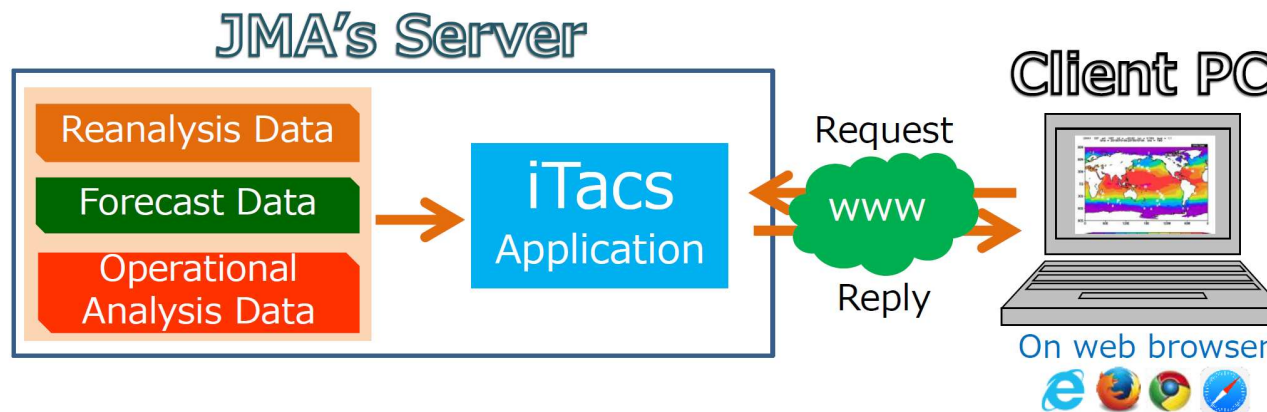 JMA's Server
Client PC
Reanalysis Data
Forecast Data
Operational
Analysis Data
iTacs
Application
Request
www
Reply
On web browser